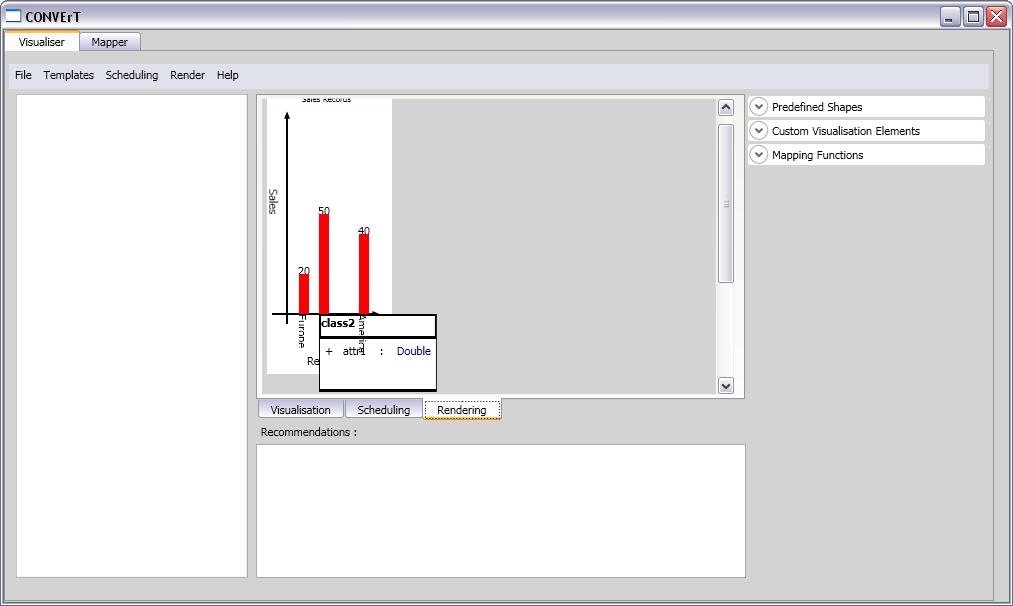 CONVErT
Visualiser Mapper
File Templates Scheduling Render Help
Sales Records
Sales
50
40
20
Europe
America
class2
+ attr1 : Double
Re
Predefined Shapes
Custom Visualisation Elements
Mapping Functions
Visualisation Scheduling Rendering
Recommendations :